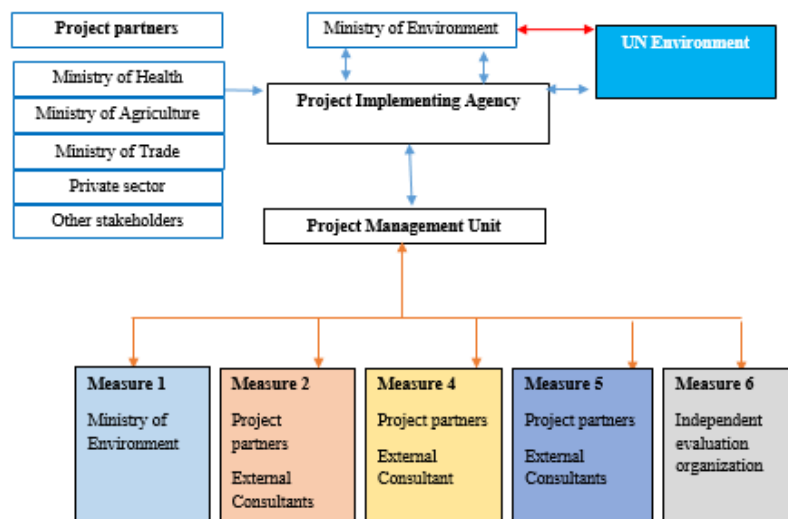 Project partners
Ministry of Environment
UN Environment
Ministry of Health
Ministry of Agriculture
Ministry of Trade
Private sector
Other stakeholders
Project Implementing Agency
Project Management Unit
Measure 1
Ministry of
Environment
Measure 2
Project
partners
External
Consultants
Measure 4
Project partners
External
Consultant
Measure 5
Project partners
External
Consultants
Measure 6
Independent
evaluation
organization